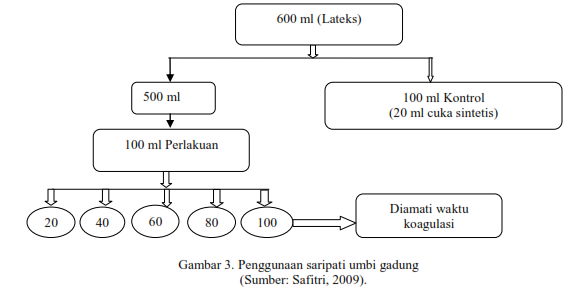 600 ml (Lateks)
500 ml
100 ml Kontrol
(20 ml cuka sintetis)
100 ml Perlakuan
20
40
60
80
100
Diamati waktu
koagulasi
Gambar 3. Penggunaan saripati umbi gadung
(Sumber: Safitri, 2009).